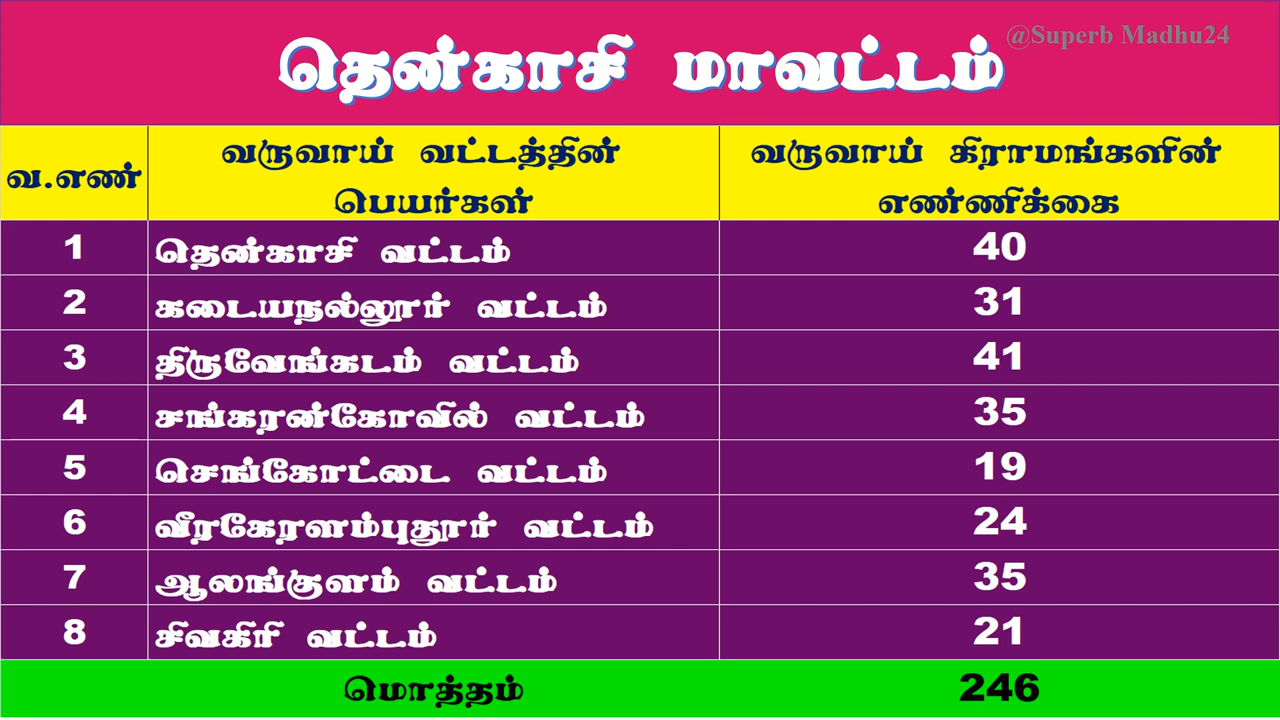 @Superb Madhu24
தென்காசி மாவட்டம்
வ.எண் வருவாய் வட்டத்தின் பெயர்கள் வருவாய் கிராமங்களின் எண்ணிக்கை
1 தென்காசி வட்டம் 40
2 கடையநல்லூர் வட்டம் 31
3 திருவேங்கடம் வட்டம் 41
4 சங்கரன்கோவில் வட்டம் 35
5 செங்கோட்டை வட்டம் 19
6 வீரகேரளம்புதூர் வட்டம் 24
7 ஆலங்குளம் வட்டம் 35
8 சிவகிரி வட்டம் 21
மொத்தம் 246